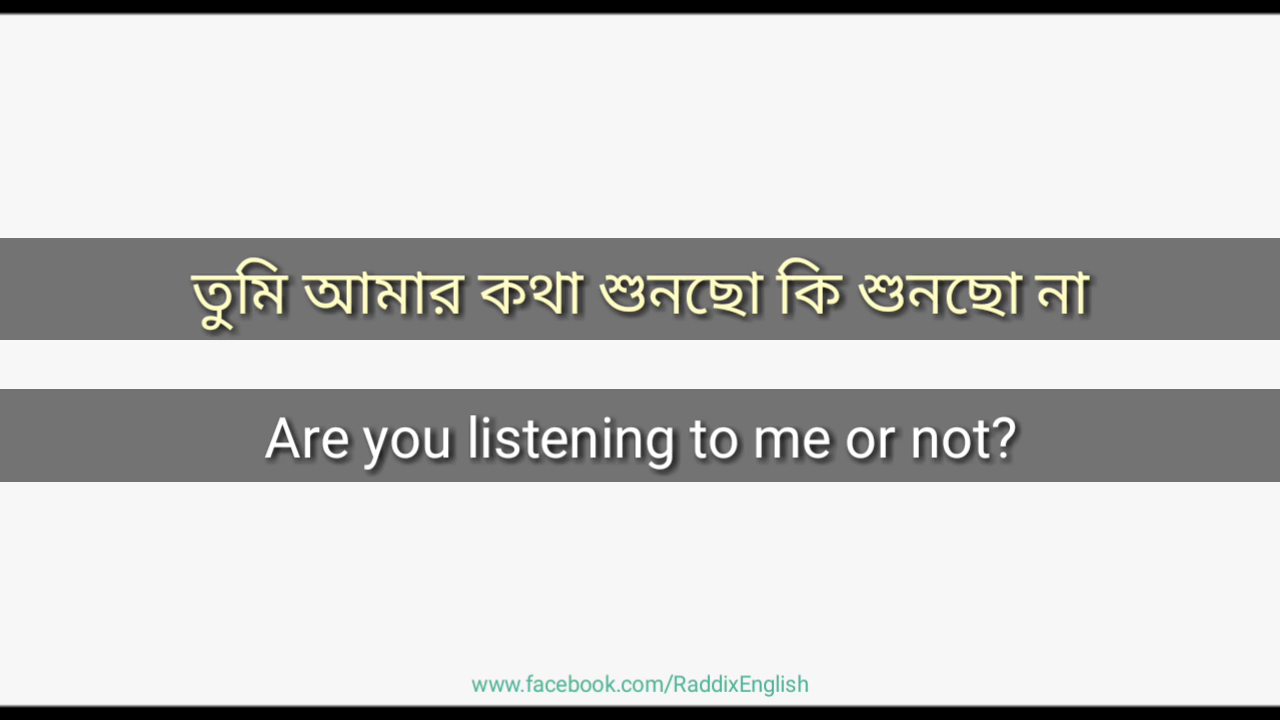 তুমি আমার কথা শুনছো কি শুনছো না
Are you listening to me or not?
www.facebook.com/RaddixEnglish